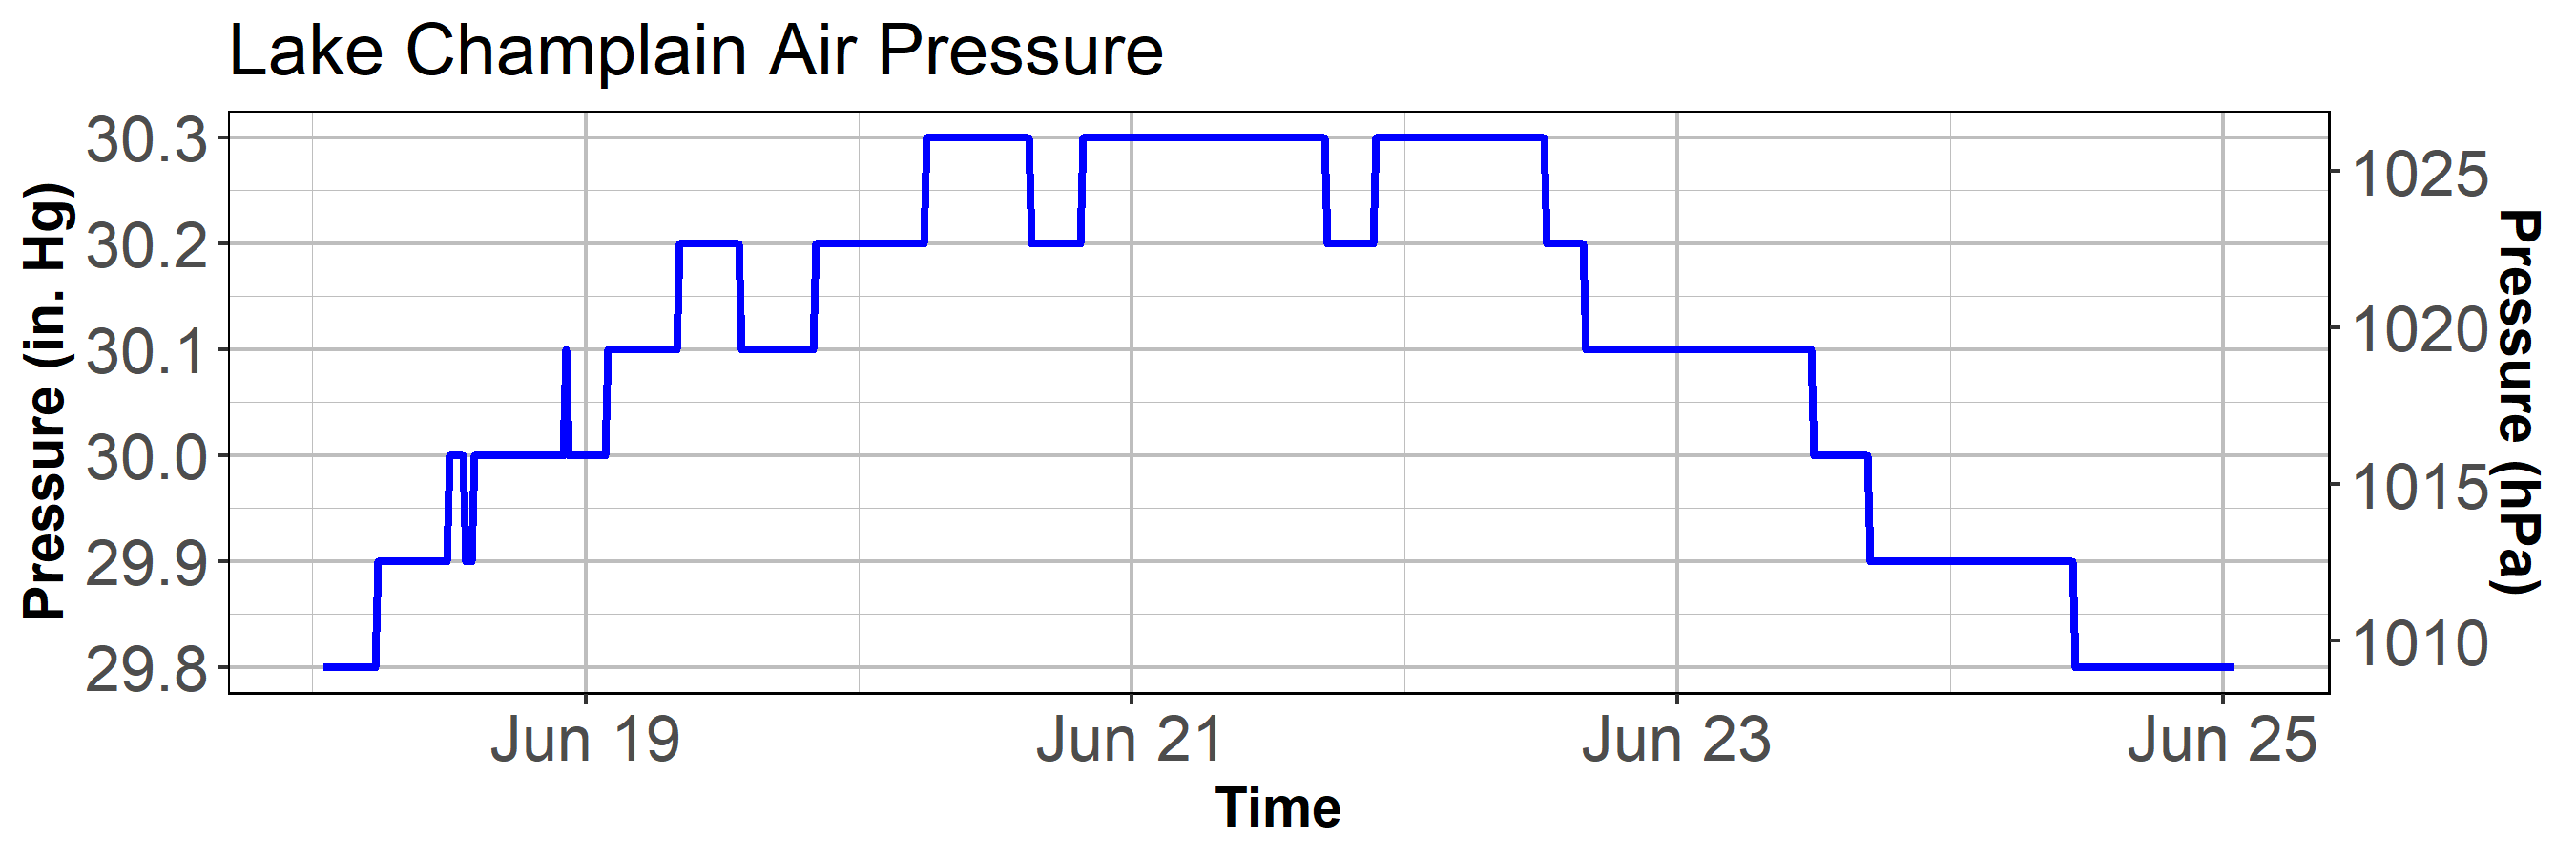 Lake Champlain Air Pressure
30.3
30.2
30.1
30.0
29.9
29.8
Pressure (in. Hg)
1025
1020
1015
1010
Pressure (hPa)
Jun 19 Jun 21 Jun 23 Jun 25
Time